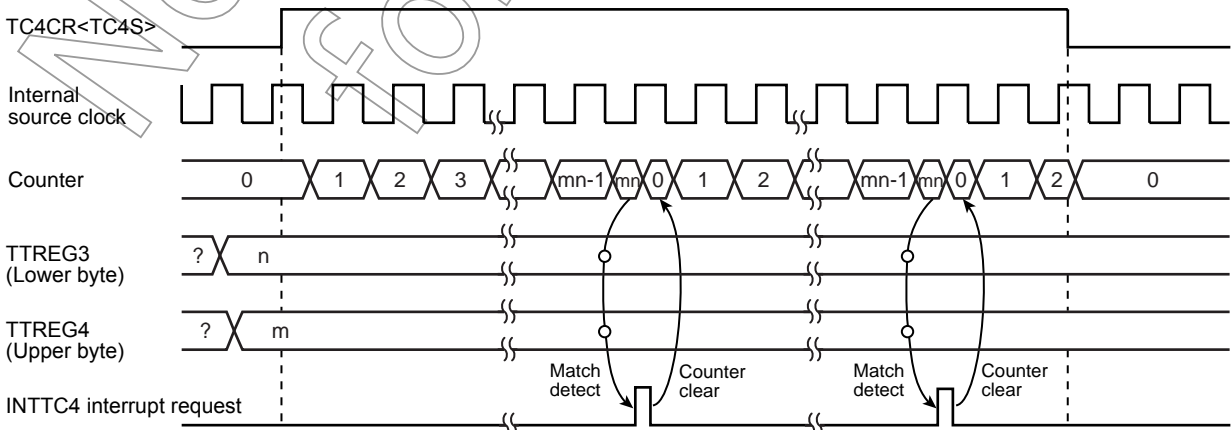 TC4CR<TC4S>
Internal
source clock
Counter
0 1 2 3 mn-1 mn 0 1 2 mn-1 mn 0 1 2 0
TTREG3
(Lower byte)
? n
TTREG4
(Upper byte)
? m
Match
detect
Counter
clear
Match
detect
Counter
clear
INTTC4 interrupt request